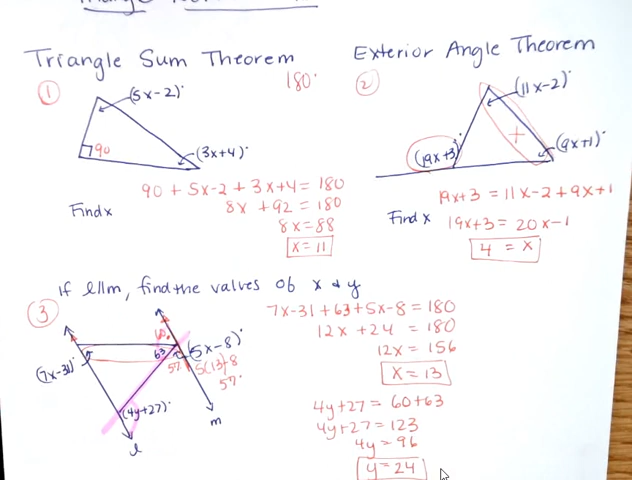 Triangle Sum Theorem
180°
① (5x-2)°
90
(3x+4)°
Find x
90 + 5x-2 + 3x+4 = 180
8x + 92 = 180
8x = 88
x = 11
Exterior Angle Theorem
② (11x-2)°
(19x+3)°
(9x+1)°
19x+3 = 11x-2 + 9x+1
Find x
19x+3 = 20x-1
4 = x
If l||m, find the values of x & y
③
60°
(7x-31)°
63
(5x-8)°
57
5(13)-8
57°
(4y+27)°
l
m
7x-31+63+5x-8 = 180
12x + 24 = 180
12x = 156
x = 13
4y+27 = 60+63
4y+27 = 123
4y = 96
y = 24